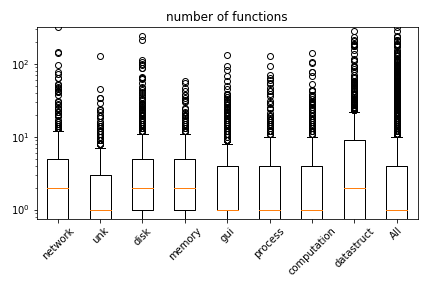 number of functions
10²
10¹
10⁰
network
unk
disk
memory
gui
process
computation
datastruct
All